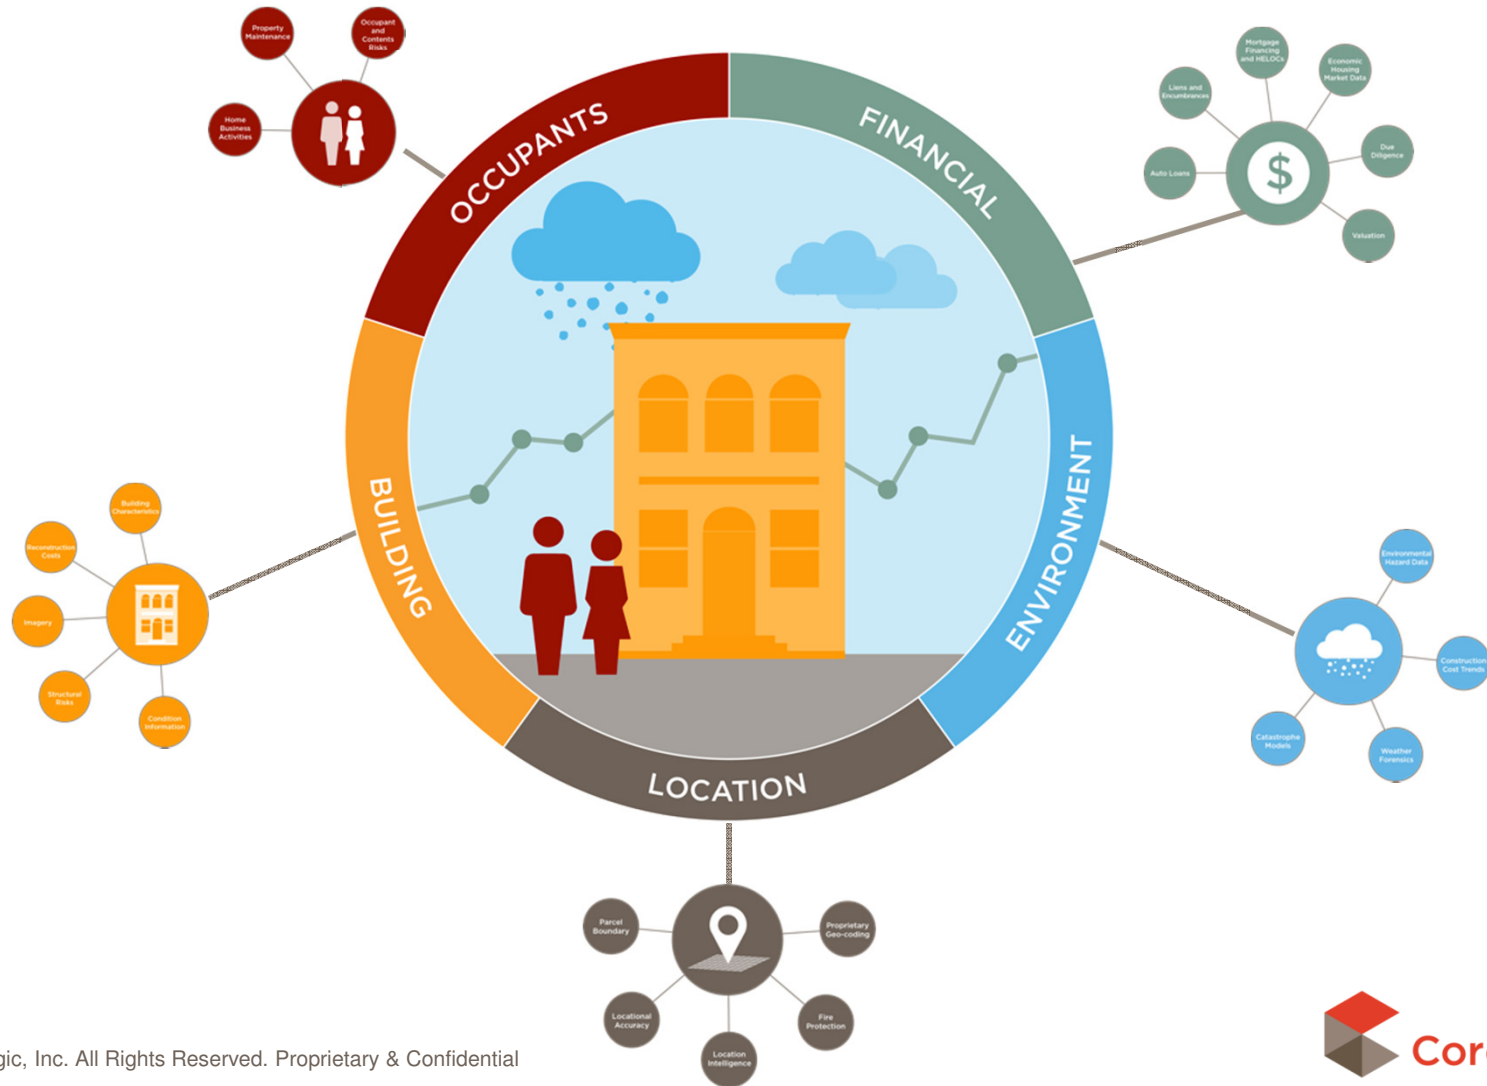 Property
Maintenance
Occupant
and
Contents
Risks
Home
Business
Activities
OCCUPANTS
FINANCIAL
Mortgage
Financing
and HELOCs
Economic
Housing
Market Data
Liens and
Encumbrances
Due
Diligence
Auto Loans
Valuation
BUILDING
ENVIRONMENT
Building
Characteristics
Reconstruction
Costs
Imagery
Structural
Risks
Condition
Information
Environmental
Hazard Data
Construction
Cost Trends
Catastrophe
Models
Weather
Forensics
LOCATION
Parcel
Boundary
Proprietary
Geo-coding
Locational
Accuracy
Fire
Protection
Location
Intelligence
gic, Inc. All Rights Reserved. Proprietary & Confidential
Cor